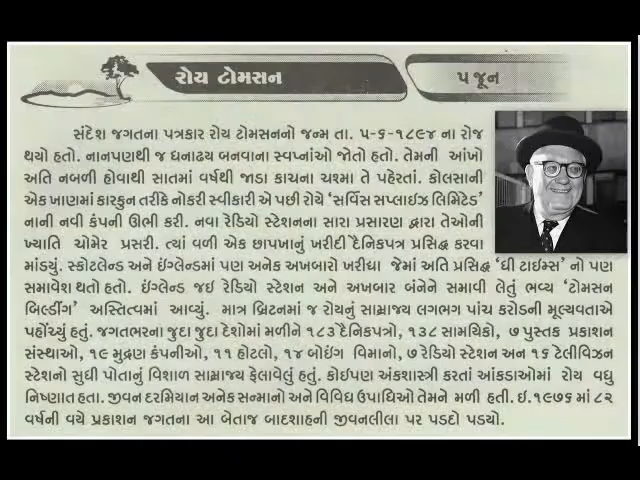 રોય ટોમસન
૫ જૂન
સંદેશ જગતના પત્રકાર રોય ટોમસનનો જન્મ તા. ૫-૬-૧૮૯૪ ના રોજ
થયો હતો. નાનપણથી જ ધનાઢય બનવાના સ્વપ્નાંઓ જોતો હતો. તેમની આંખો
અતિ નબળી હોવાથી સાતમાં વર્ષથી જાડા કાચના ચશ્મા તે પહેરતાં. કોલસાની
એક ખાણમાં કારકુન તરીકે નોકરી સ્વીકારી એ પછી રોયે ‘સર્વિસ સપ્લાઈઝ લિમિટેડ’
નાની નવી કંપની ઊભી કરી. નવા રેડિયો સ્ટેશનના સારા પ્રસારણ દ્વારા તેઓની
ખ્યાતિ ચોમેર પ્રસરી. ત્યાં વળી એક છાપખાનું ખરીદી દૈનિકપત્ર પ્રસિદ્ધ કરવા
માંડયું. સ્કોટલેન્ડ અને ઇંગ્લેન્ડમાં પણ અનેક અખબારો ખરીદ્યા જેમાં અતિ પ્રસિદ્ધ ‘ધી ટાઈમ્સ’ નો પણ
સમાવેશ થતો હતો. ઇંગ્લેન્ડ જઇ રેડિયો સ્ટેશન અને અખબાર બંનેને સમાવી લેતું ભવ્ય ‘ટોમસન
બિલ્ડીંગ’ અસ્તિત્વમાં આવ્યું. માત્ર બ્રિટનમાં જ રોયનું સામ્રાજ્ય લગભગ પાંચ કરોડની મૂલ્યવતાએ
પહોંચ્યું હતું. જગતભરના જુદા જુદા દેશોમાં મળીને ૧૮૩ દૈનિકપત્રો, ૧૩૮ સામયિકો, ૭ પુસ્તક પ્રકાશન
સંસ્થાઓ, ૧૯ મુદ્રણ કંપનીઓ, ૧૧ હોટલો, ૧૪ બોઇંગ વિમાનો, ૭ રેડિયો સ્ટેશન અન ૧૬ ટેલીવિઝન
સ્ટેશનો સુધી પોતાનું વિશાળ સામ્રાજ્ય ફેલાવેલું હતું. કોઈપણ અંકશાસ્ત્રી કરતાં આંકડાઓમાં રોય વધુ
નિષ્ણાત હતા. જીવન દરમિયાન અનેક સન્માનો અને વિવિધ ઉપાધિઓ તેમને મળી હતી. ઇ. ૧૯૭૬ માં ૮૨
વર્ષની વયે પ્રકાશન જગતના આ બેતાજ બાદશાહની જીવનલીલા પર પડદો પડયો.